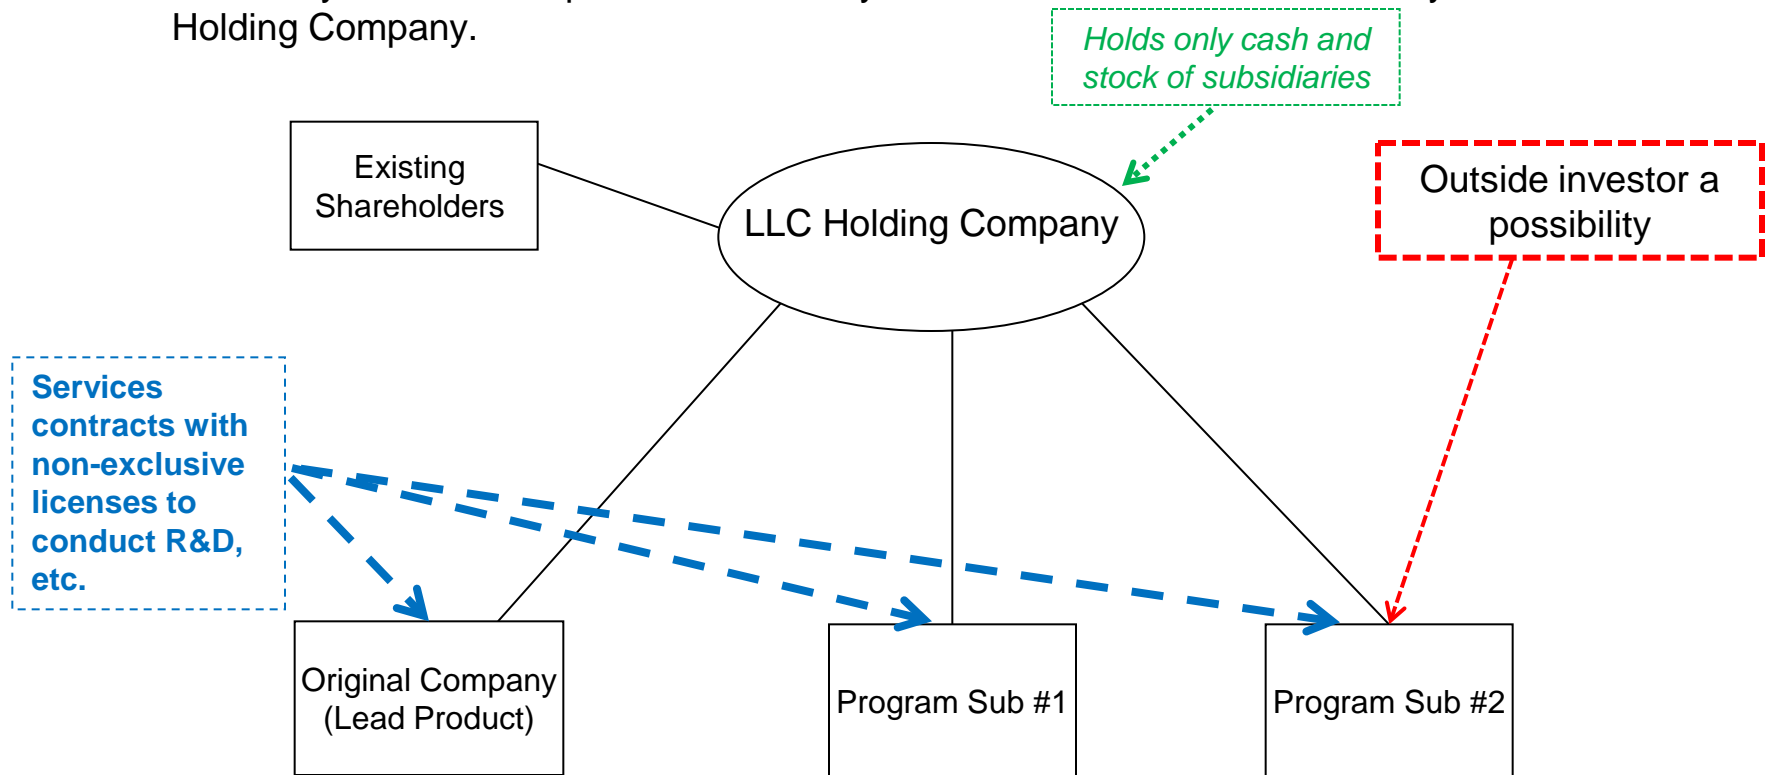 Holding Company.
Holds only cash and
stock of subsidiaries
Existing
Shareholders
LLC Holding Company
Outside investor a
possibility
Services
contracts with
non-exclusive
licenses to
conduct R&D,
etc.
Original Company
(Lead Product)
Program Sub #1
Program Sub #2